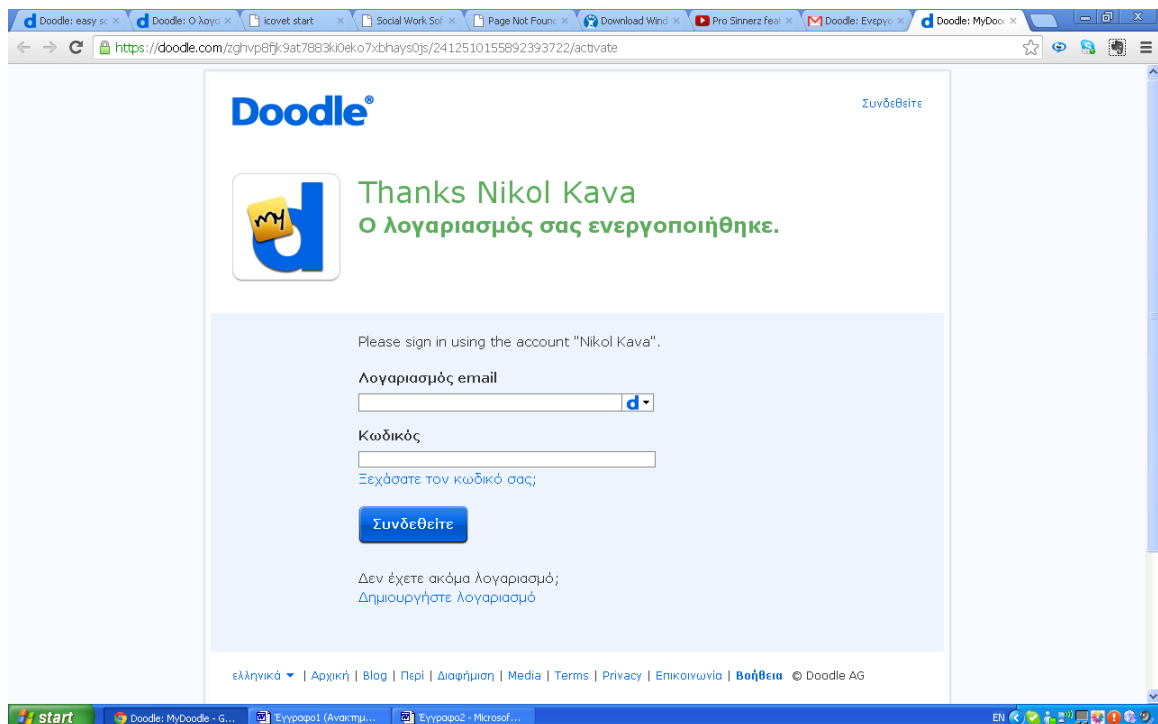 Doodle: easy sc
Doodle: Ο λογα
icovet start
Social Work Sof
Page Not Found
Download Wind
Pro Sinnerz feat
Doodle: Ενεργο
Doodle: MyDoo
https://doodle.com/zghvp8fjk9at7883ki0eko7xbhays0js/2412510155892393722/activate
Doodle®
Συνδεθείτε
my
Thanks Nikol Kava
Ο λογαριασμός σας ενεργοποιήθηκε.
Please sign in using the account "Nikol Kava".
Λογαριασμός email
Κωδικός
Ξεχάσατε τον κωδικό σας;
Συνδεθείτε
Δεν έχετε ακόμα λογαριασμό;
Δημιουργήστε λογαριασμό
ελληνικά | Αρχική | Blog | Περί | Διαφήμιση | Media | Terms | Privacy | Επικοινωνία | Βοήθεια © Doodle AG
start
Doodle: MyDoodle - G...
Έγγραφο1 (Ανακτημ...
Έγγραφο2 - Microsof...
EN